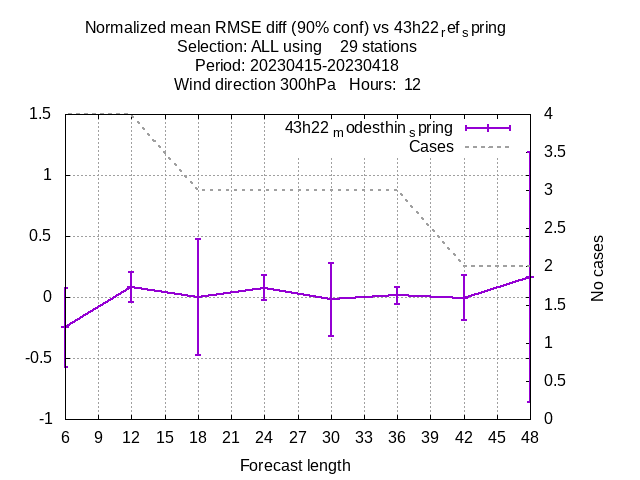 Normalized mean RMSE diff (90% conf) vs 43h22refspring
Selection: ALL using 29 stations
Period: 20230415-20230418
Wind direction 300hPa Hours: 12
43h22modesthinspring
Cases
1.5
1
0.5
0
-0.5
-1
4
3.5
3
2.5
2
1.5
1
0.5
0
No cases
6 9 12 15 18 21 24 27 30 33 36 39 42 45 48
Forecast length